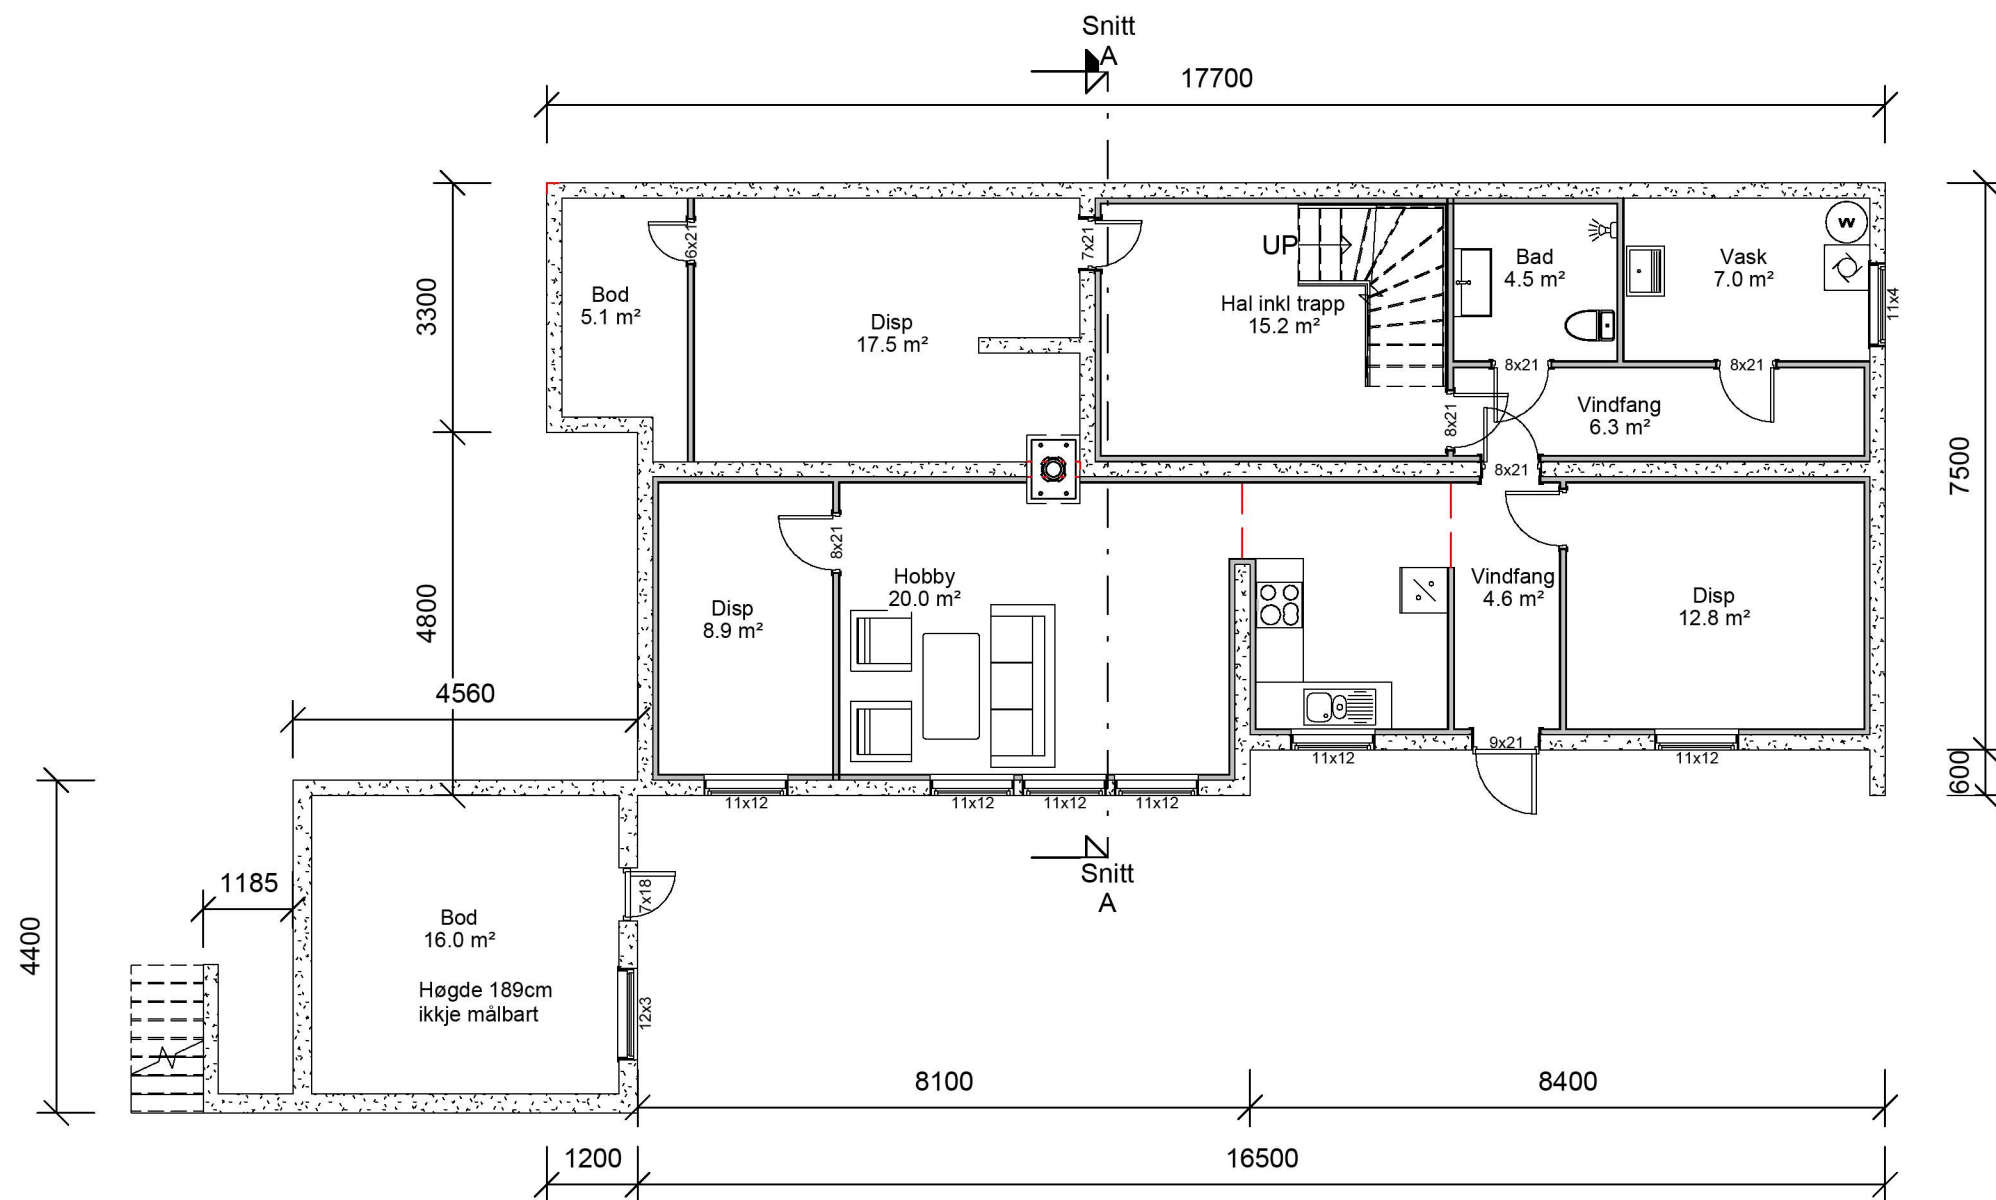 Snitt
A
17700
3300
4800
4560
4400
1185
7500
600
Bod
5.1 m²
6x21
Disp
17.5 m²
7x21
UP
Hal inkl trapp
15.2 m²
Bad
4.5 m²
Vask
7.0 m²
W
11x4
8x21
8x21
8x21
Vindfang
6.3 m²
8x21
Disp
8.9 m²
8x21
Hobby
20.0 m²
Vindfang
4.6 m²
Disp
12.8 m²
11x12
9x21
11x12
11x12
11x12
11x12
11x12
Snitt
A
7x18
Bod
16.0 m²
Høgde 189cm
ikkje målbart
12x3
8100
8400
1200
16500